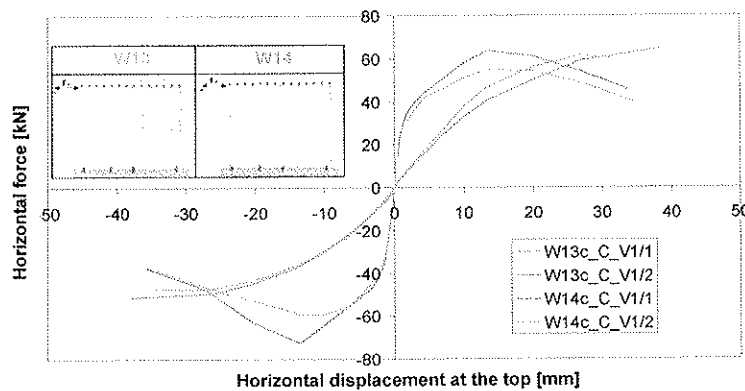 80
60
40
20
0
-20
-40
-60
-80
-50
-40
-30
-20
-10
0
10
20
30
40
50
Horizontal force [kN]
Horizontal displacement at the top [mm]
W13
W14
W13c_C_V1/1
W13c_C_V1/2
W14c_C_V1/1
W14c_C_V1/2